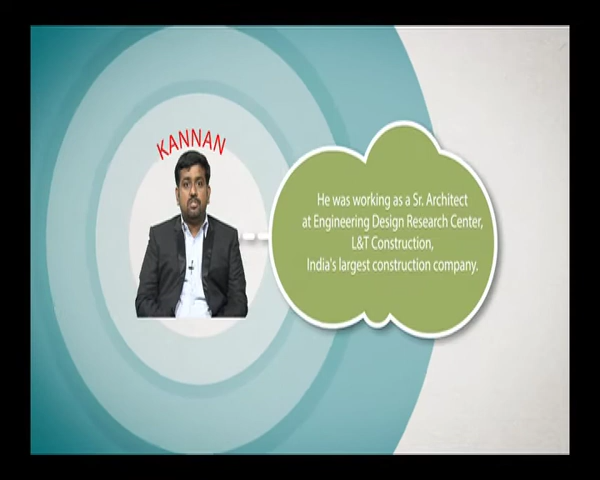 KANNAN
He was working as a Sr. Architect
at Engineering Design Research Center,
L&T Construction,
India's largest construction company.